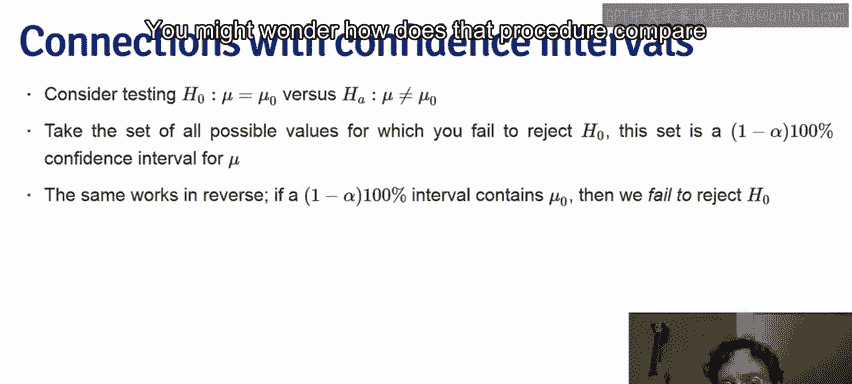 You might wonder how does that procedure compare
Connections with confidence intervals
· Consider testing H₀ : μ = μ₀ versus Hₐ : μ ≠ μ₀
· Take the set of all possible values for which you fail to reject H₀, this set is a (1 − α)100%
confidence interval for μ
· The same works in reverse; if a (1 − α)100% interval contains μ₀, then we fail to reject H₀